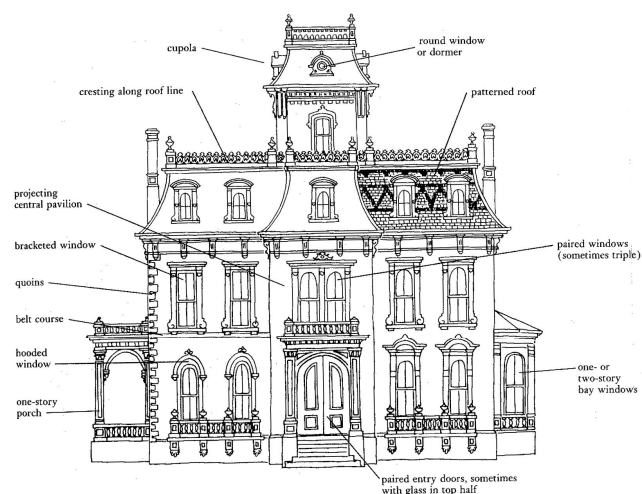 cupola
round window
or dormer
cresting along roof line
patterned roof
projecting
central pavilion
bracketed window
paired windows
(sometimes triple)
quoins
belt course
hooded
window
one-story
porch
one- or
two-story
bay windows
paired entry doors, sometimes
with glass in top half